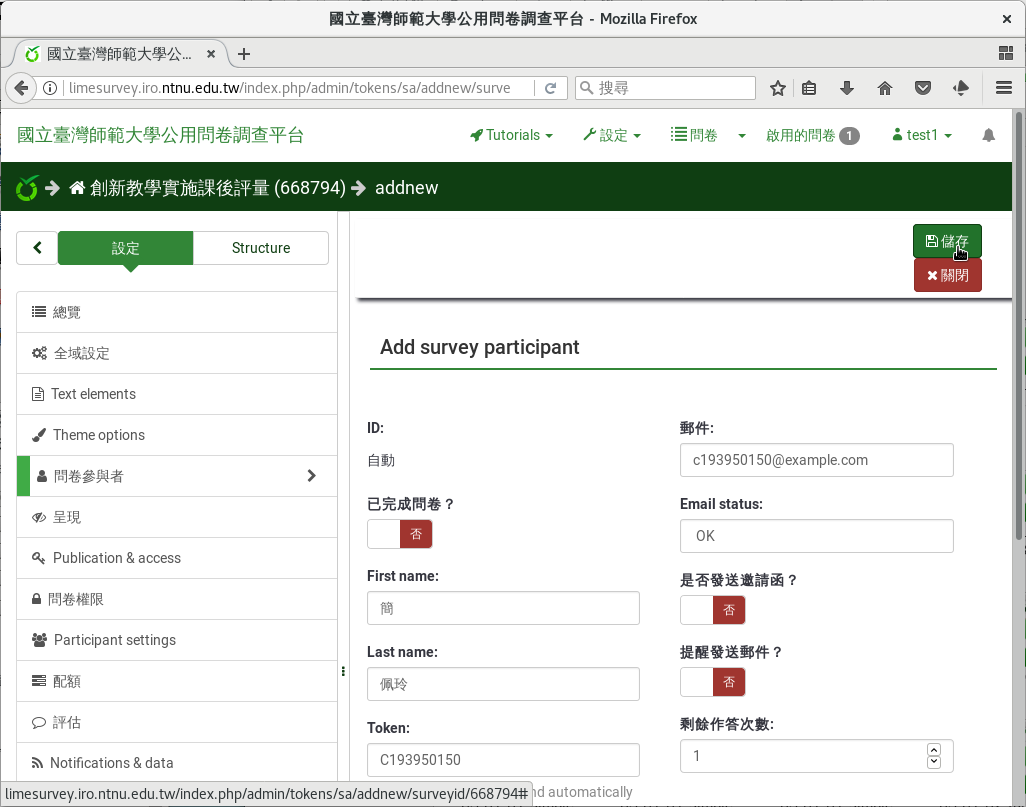 國立臺灣師範大學公用問卷調查平台 - Mozilla Firefox
國立臺灣師範大學公...
limesurvey.iro.ntnu.edu.tw/index.php/admin/tokens/sa/addnew/surve
搜尋
國立臺灣師範大學公用問卷調查平台
Tutorials
設定
問卷
啟用的問卷 1
test1
創新教學實施課後評量 (668794)
addnew
設定
Structure
儲存
關閉
總覽
全域設定
Text elements
Theme options
問卷參與者
呈現
Publication & access
問卷權限
Participant settings
配額
評估
Notifications & data
Add survey participant
ID:
自動
已完成問卷？
否
First name:
簡
Last name:
佩玲
Token:
C193950150
郵件:
c193950150@example.com
Email status:
OK
是否發送邀請函？
否
提醒發送郵件？
否
剩餘作答次數:
1
nd automatically
limesurvey.iro.ntnu.edu.tw/index.php/admin/tokens/sa/addnew/surveyid/668794#